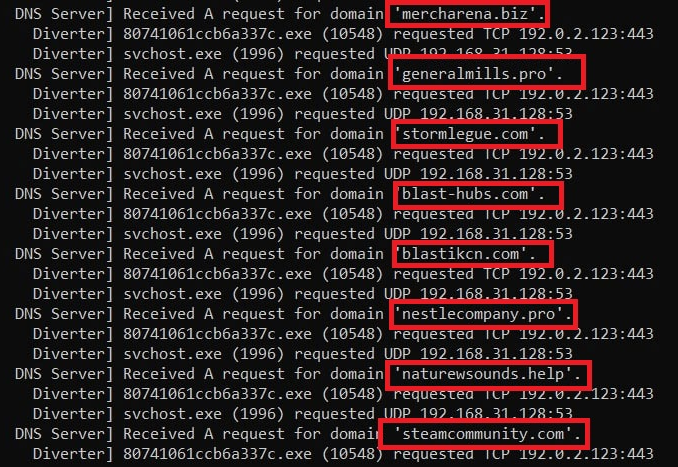 DNS Server] Received A request for domain 'mercharena.biz'.
Diverter] 80741061ccb6a337c.exe (10548) requested TCP 192.0.2.123:443
Diverter] svchost.exe (1996) requested UDP 192.168.31.128:53
DNS Server] Received A request for domain 'generalmills.pro'.
Diverter] 80741061ccb6a337c.exe (10548) requested TCP 192.0.2.123:443
Diverter] svchost.exe (1996) requested UDP 192.168.31.128:53
DNS Server] Received A request for domain 'stormlegue.com'.
Diverter] 80741061ccb6a337c.exe (10548) requested TCP 192.0.2.123:443
Diverter] svchost.exe (1996) requested UDP 192.168.31.128:53
DNS Server] Received A request for domain 'blast-hubs.com'.
Diverter] 80741061ccb6a337c.exe (10548) requested TCP 192.0.2.123:443
Diverter] svchost.exe (1996) requested UDP 192.168.31.128:53
DNS Server] Received A request for domain 'blastikcn.com'.
Diverter] 80741061ccb6a337c.exe (10548) requested TCP 192.0.2.123:443
Diverter] svchost.exe (1996) requested UDP 192.168.31.128:53
DNS Server] Received A request for domain 'nestlecompany.pro'.
Diverter] 80741061ccb6a337c.exe (10548) requested TCP 192.0.2.123:443
Diverter] svchost.exe (1996) requested UDP 192.168.31.128:53
DNS Server] Received A request for domain 'naturewsounds.help'.
Diverter] 80741061ccb6a337c.exe (10548) requested TCP 192.0.2.123:443
Diverter] svchost.exe (1996) requested UDP 192.168.31.128:53
DNS Server] Received A request for domain 'steamcommunity.com'.